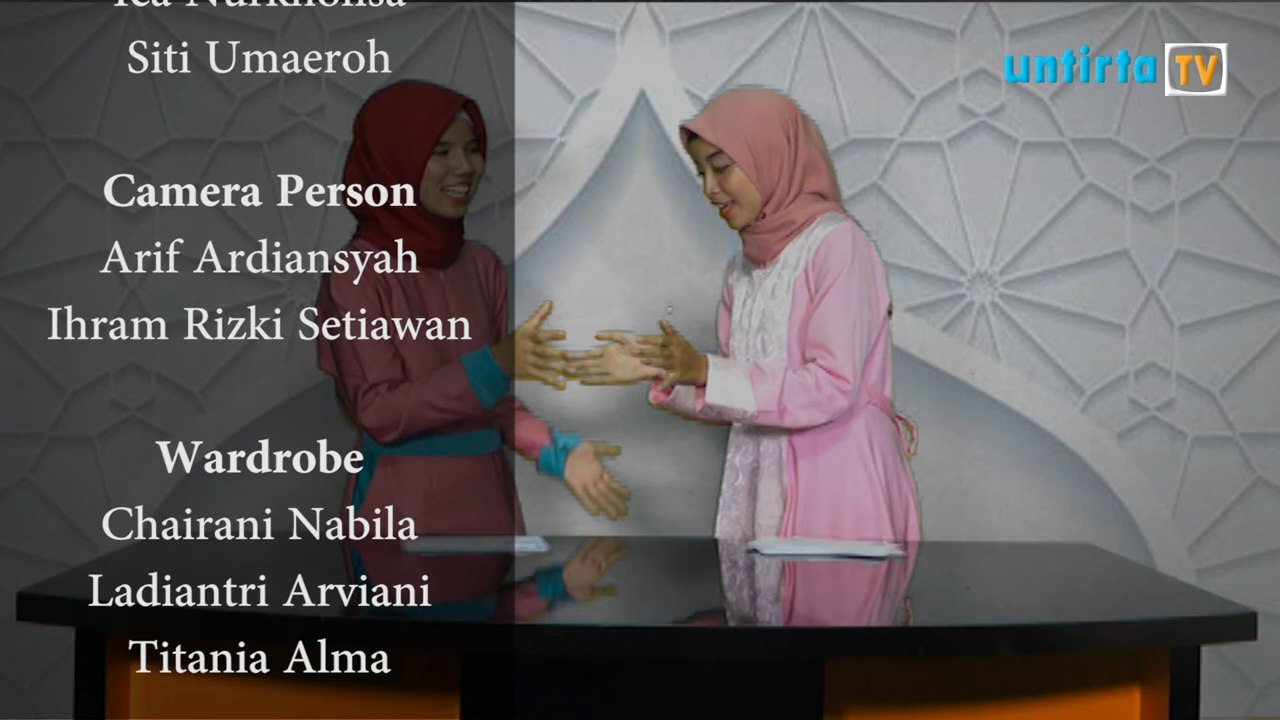 Siti Umaeroh
Camera Person
Arif Ardiansyah
Ihram Rizki Setiawan
Wardrobe
Chairani Nabila
Ladiantri Arviani
Titania Alma
untirta TV